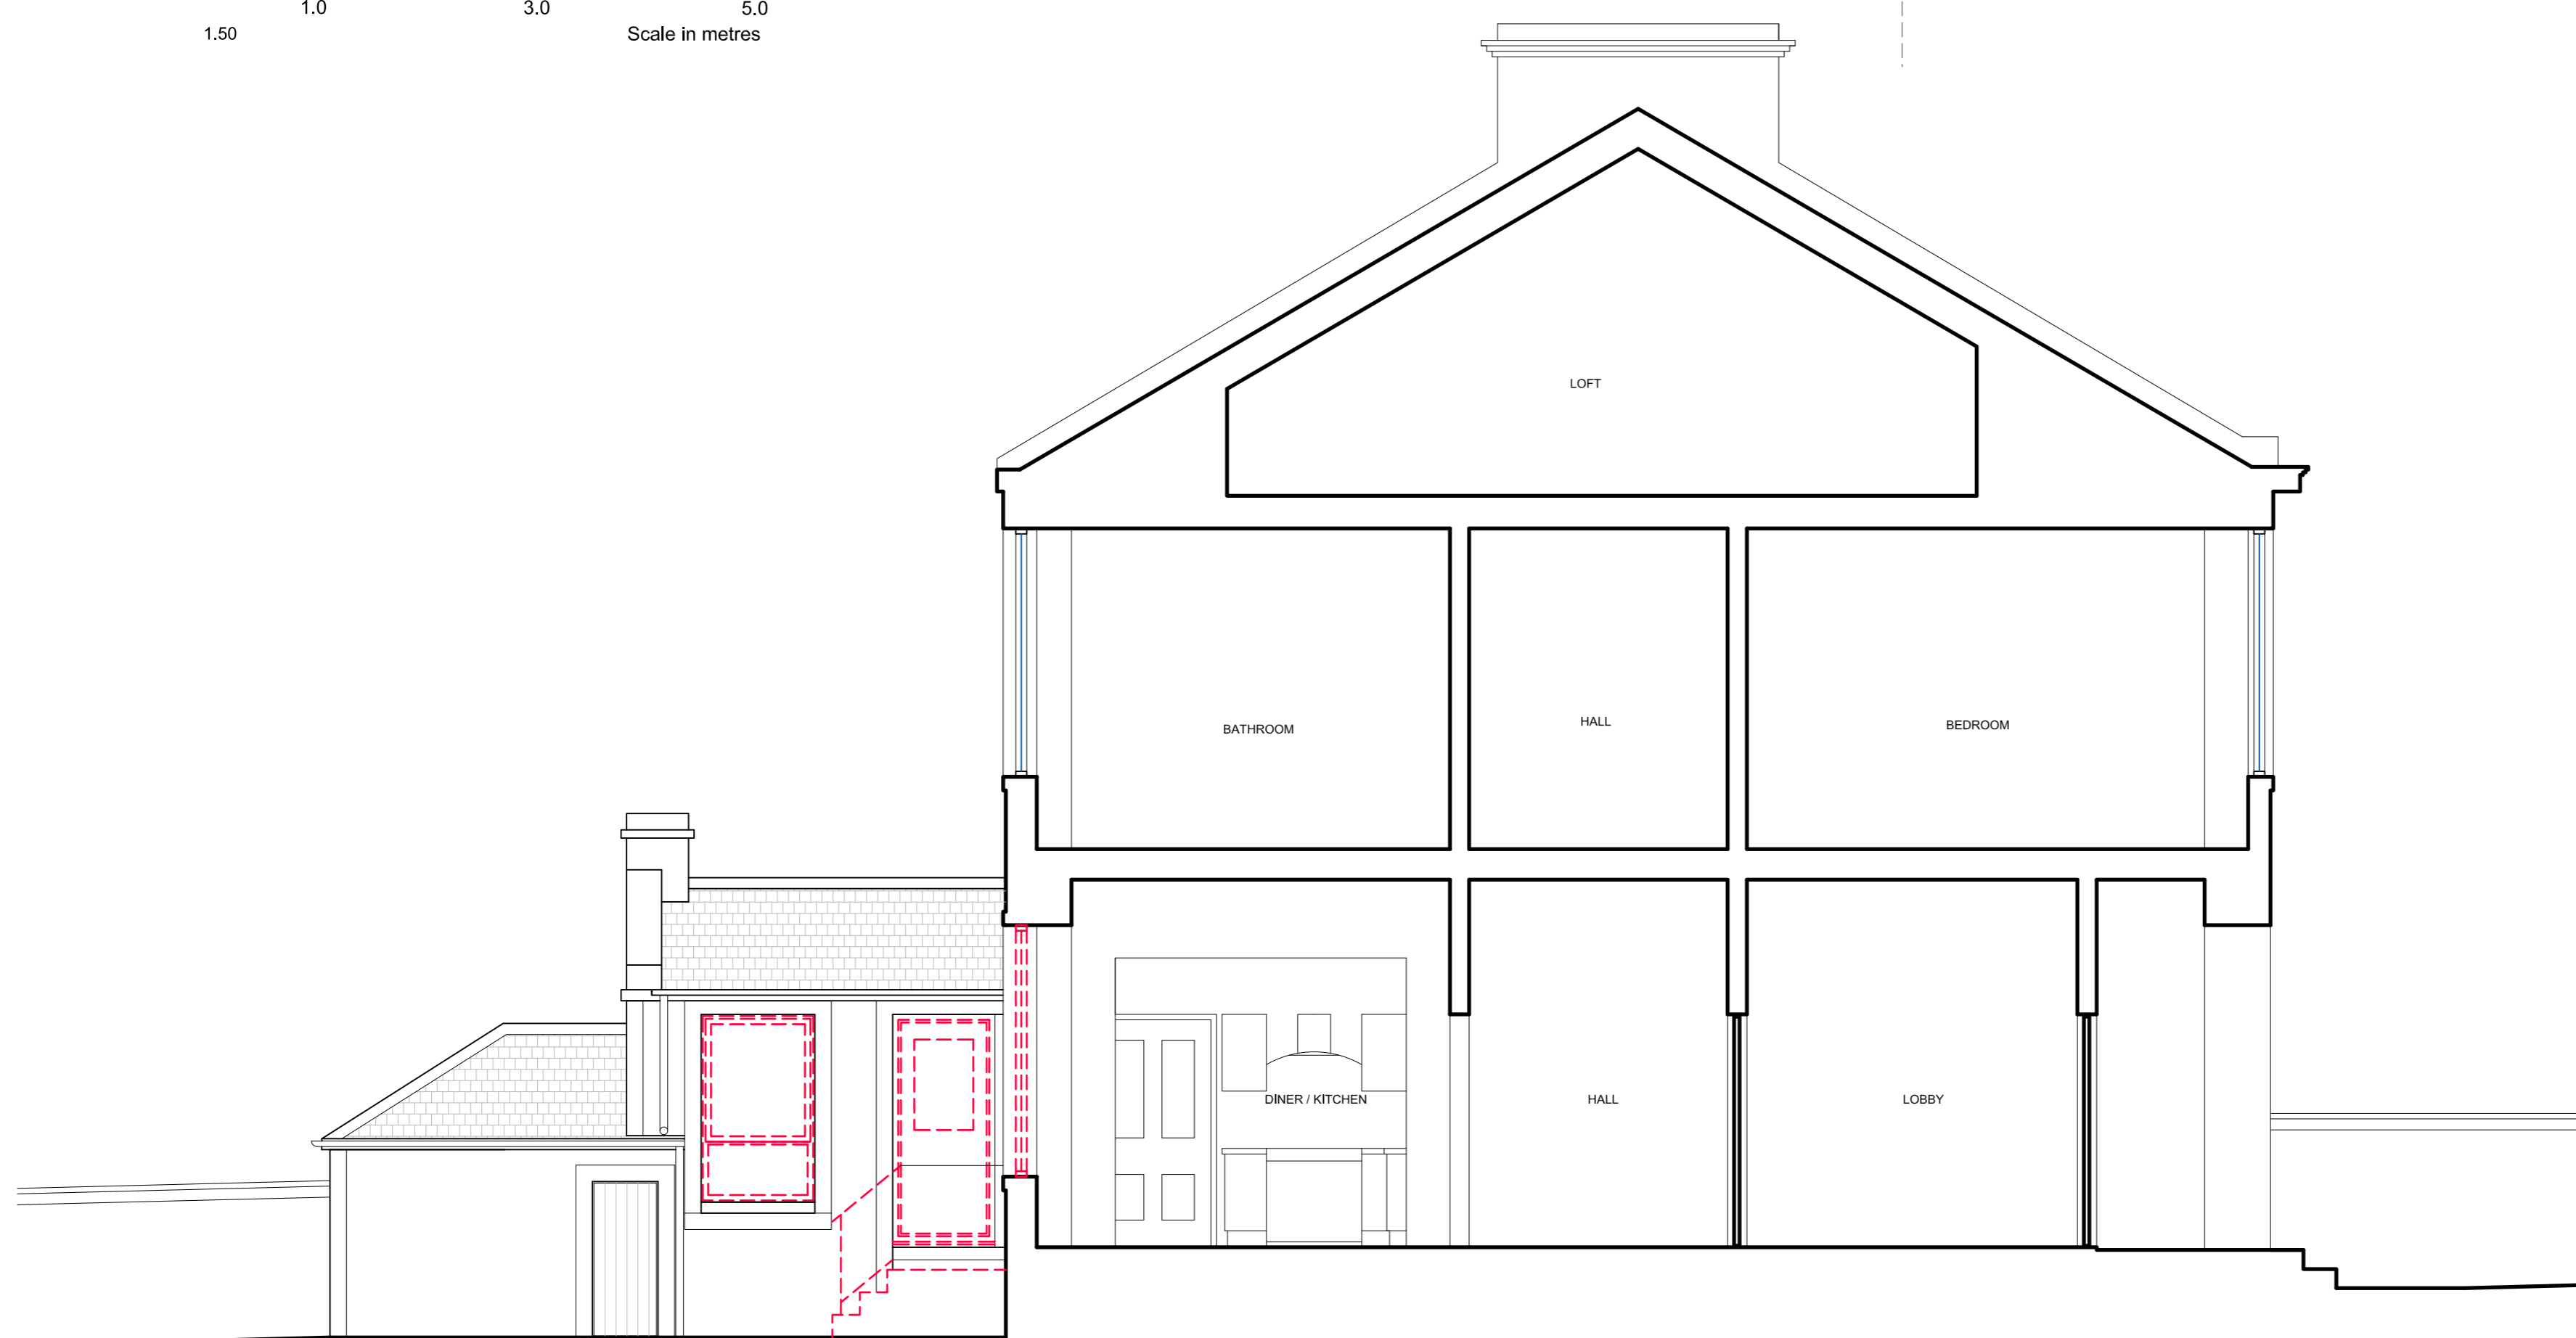 1.0 3.0 5.0
1.50 Scale in metres
LOFT
BATHROOM HALL BEDROOM
DINER / KITCHEN HALL LOBBY